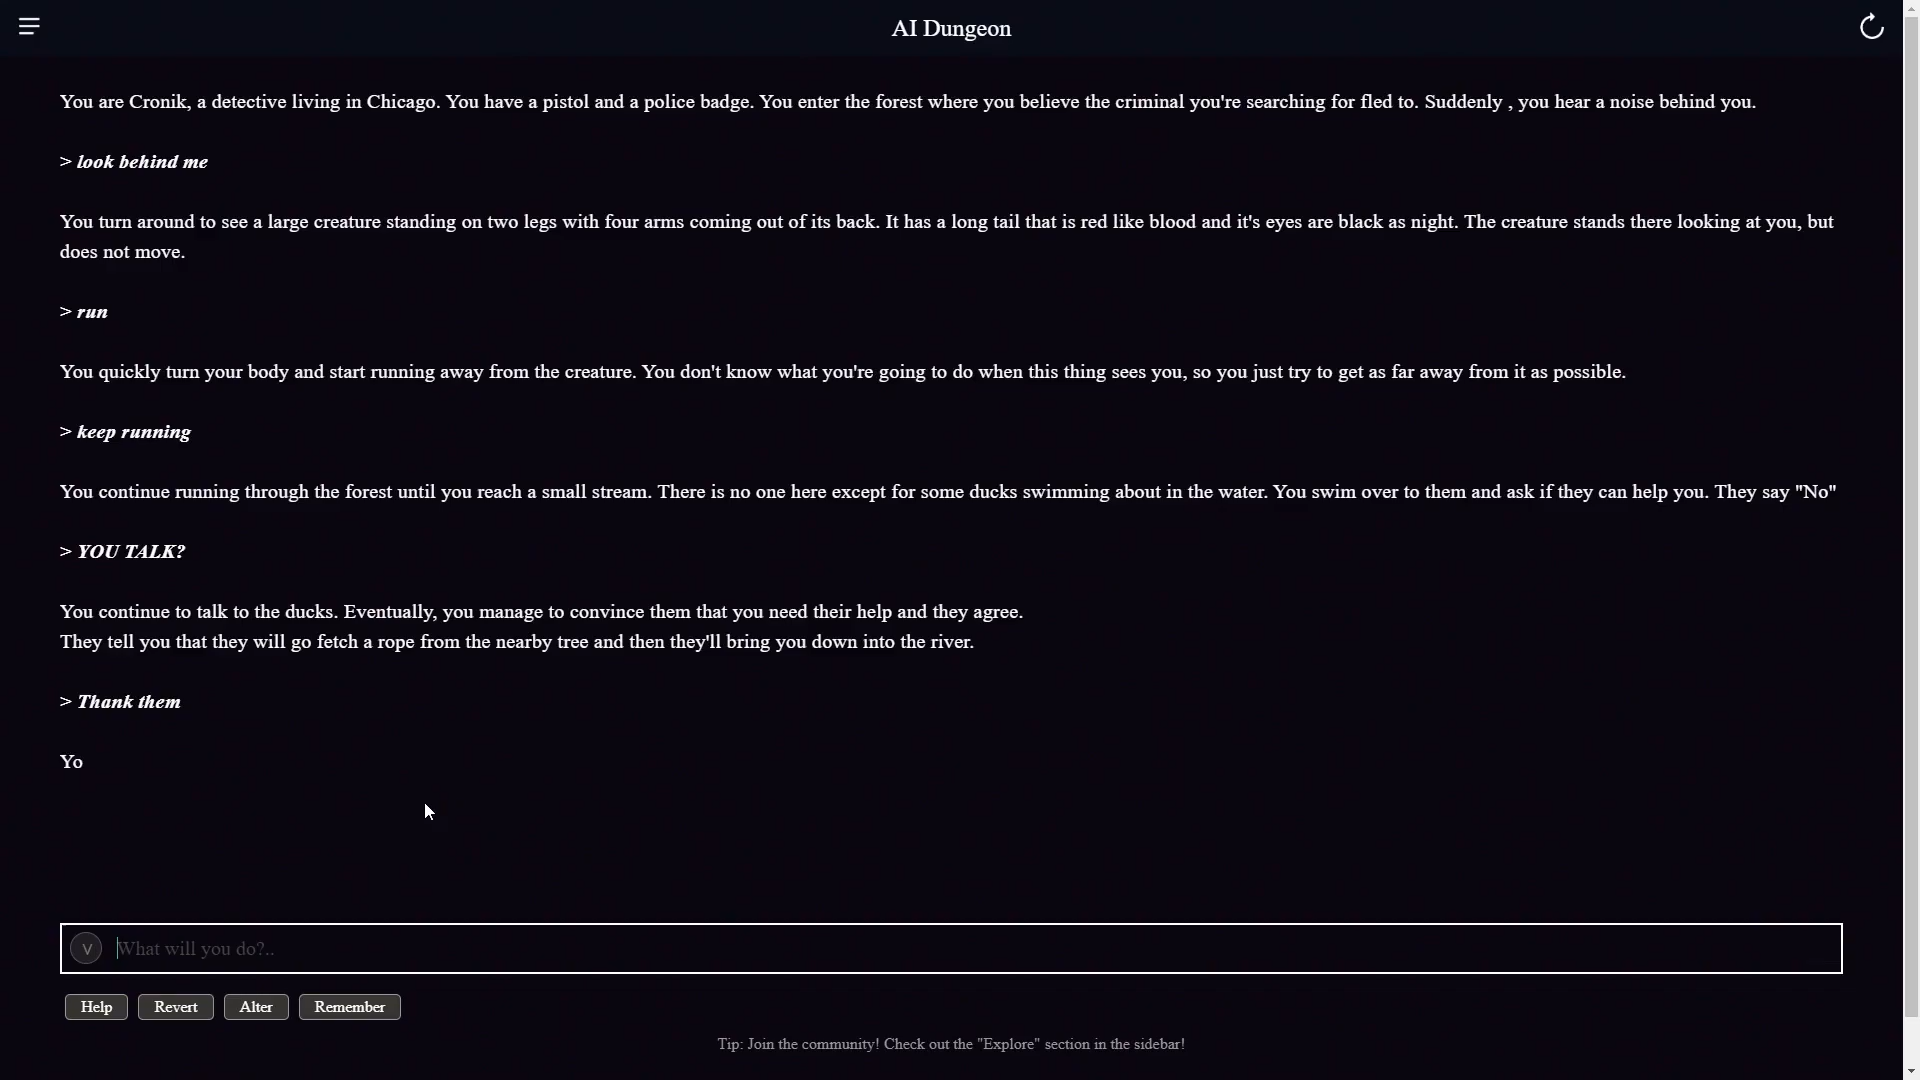 AI Dungeon
You are Cronik, a detective living in Chicago. You have a pistol and a police badge. You enter the forest where you believe the criminal you're searching for fled to. Suddenly , you hear a noise behind you.
> look behind me
You turn around to see a large creature standing on two legs with four arms coming out of its back. It has a long tail that is red like blood and it's eyes are black as night. The creature stands there looking at you, but
does not move.
> run
You quickly turn your body and start running away from the creature. You don't know what you're going to do when this thing sees you, so you just try to get as far away from it as possible.
> keep running
You continue running through the forest until you reach a small stream. There is no one here except for some ducks swimming about in the water. You swim over to them and ask if they can help you. They say "No"
> YOU TALK?
You continue to talk to the ducks. Eventually, you manage to convince them that you need their help and they agree.
They tell you that they will go fetch a rope from the nearby tree and then they'll bring you down into the river.
> Thank them
Yo
V What will you do?..
Help Revert Alter Remember
Tip: Join the community! Check out the "Explore" section in the sidebar!